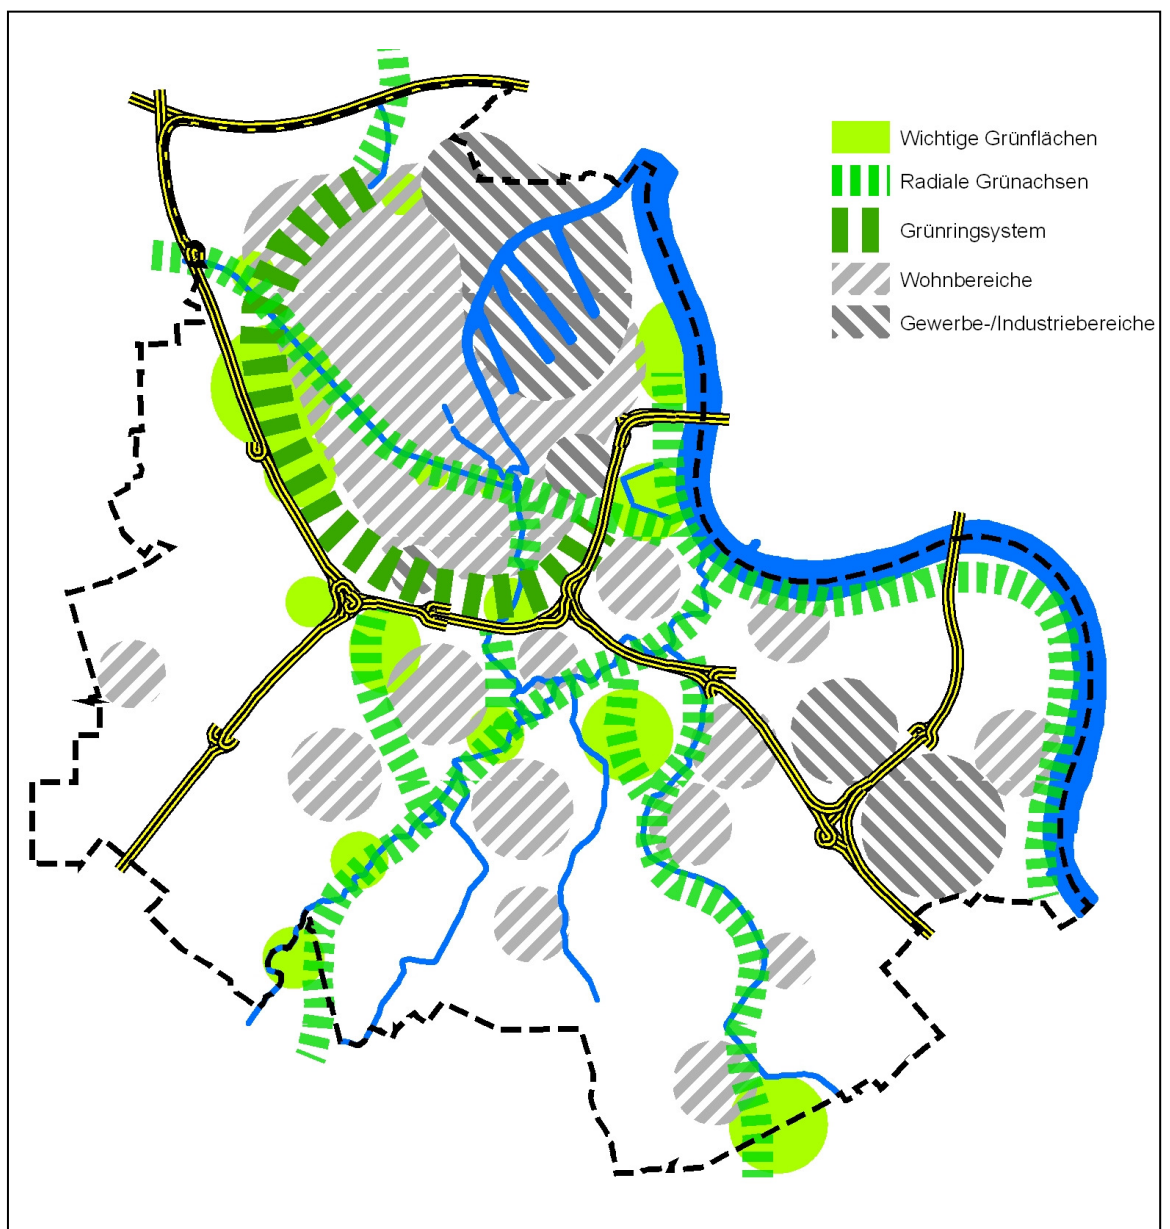 Wichtige Grünflächen
Radiale Grünachsen
Grünringsystem
Wohnbereiche
Gewerbe-/Industriebereiche